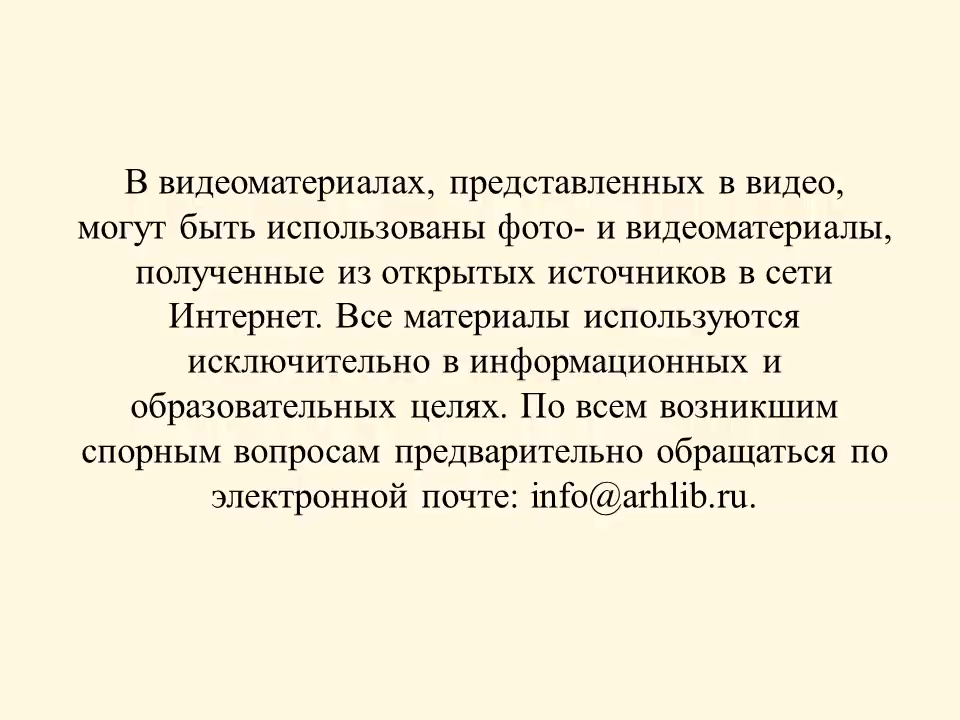 В видеоматериалах, представленных в видео,
могут быть использованы фото- и видеоматериалы,
полученные из открытых источников в сети
Интернет. Все материалы используются
исключительно в информационных и
образовательных целях. По всем возникшим
спорным вопросам предварительно обращаться по
электронной почте: info@arhlib.ru.